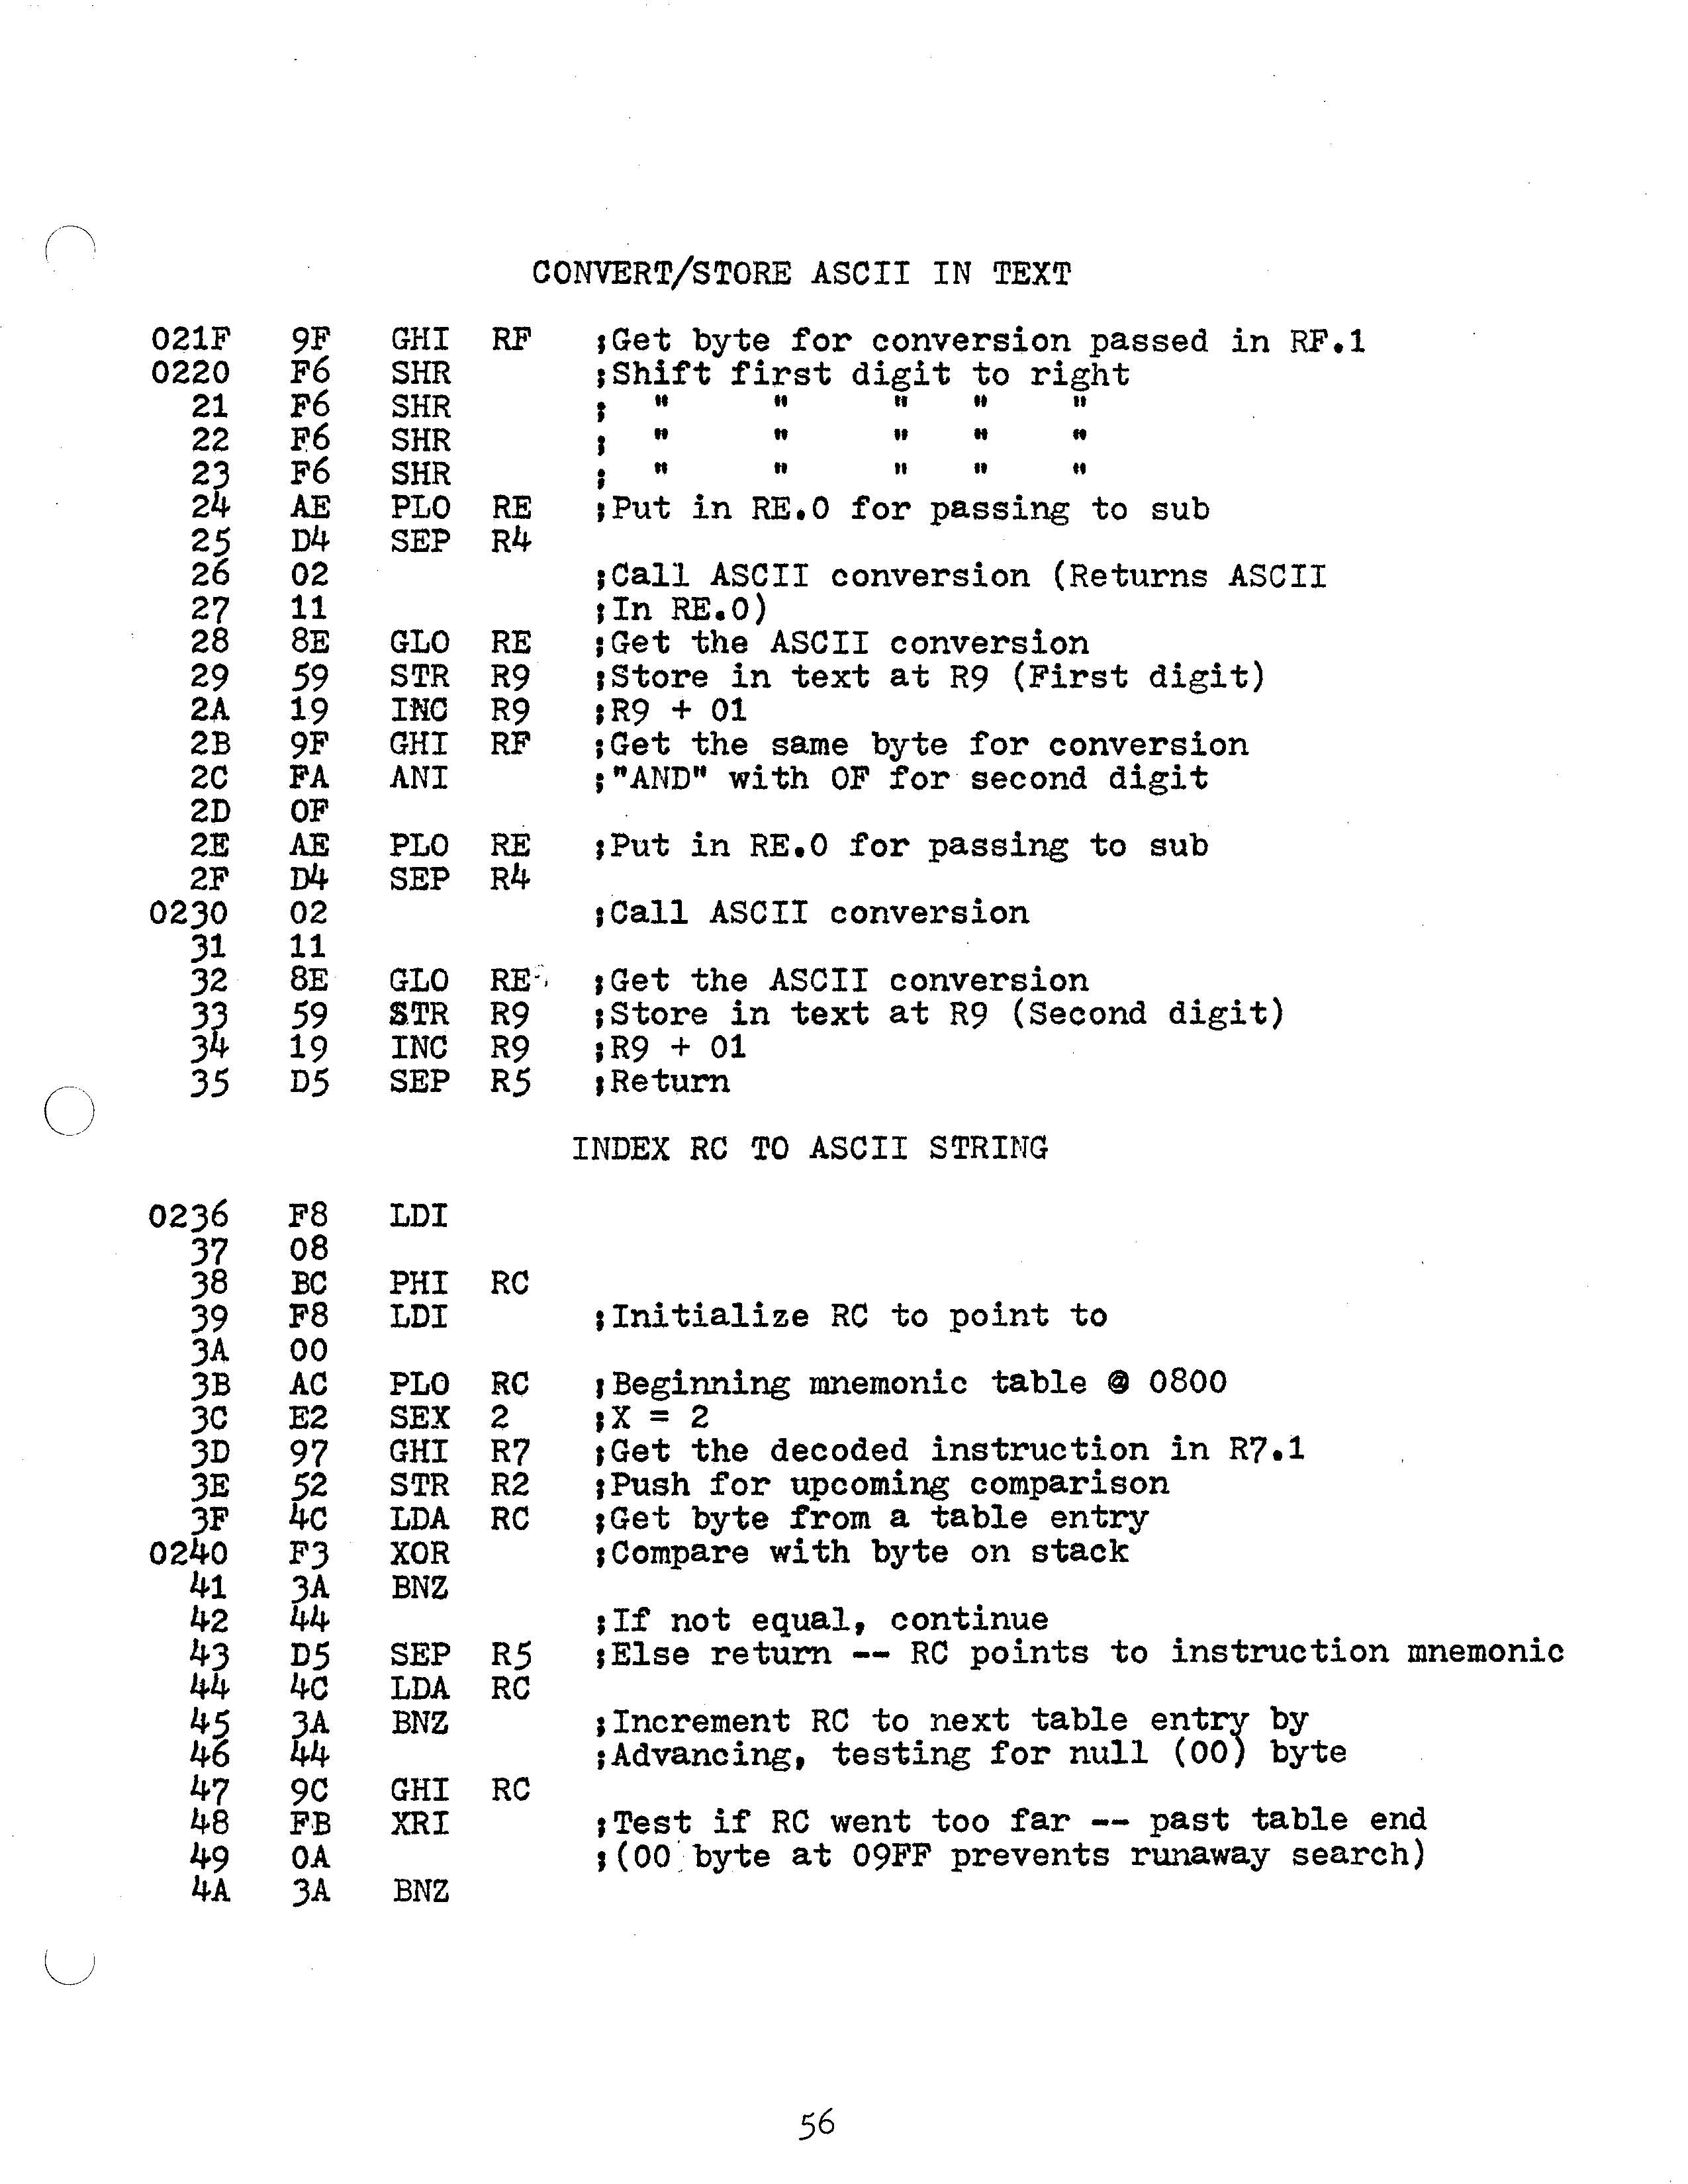 CONVERT/STORE ASCII IN TEXT
021F 9F GHI RF ;Get byte for conversion passed in RF.1
0220 F6 SHR ;Shift first digit to right
21 F6 SHR ; " " " " "
22 F6 SHR ; " " " " "
23 F6 SHR ; " " " " "
24 AE PLO RE ;Put in RE.0 for passing to sub
25 D4 SEP R4
26 02 ;Call ASCII conversion (Returns ASCII
27 11 ;In RE.0)
28 8E GLO RE ;Get the ASCII conversion
29 59 STR R9 ;Store in text at R9 (First digit)
2A 19 INC R9 ;R9 + 01
2B 9F GHI RF ;Get the same byte for conversion
2C FA ANI ;"AND" with 0F for second digit
2D 0F
2E AE PLO RE ;Put in RE.0 for passing to sub
2F D4 SEP R4
0230 02 ;Call ASCII conversion
31 11
32 8E GLO RE ;Get the ASCII conversion
33 59 STR R9 ;Store in text at R9 (Second digit)
34 19 INC R9 ;R9 + 01
35 D5 SEP R5 ;Return
INDEX RC TO ASCII STRING
0236 F8 LDI
37 08
38 BC PHI RC
39 F8 LDI ;Initialize RC to point to
3A 00
3B AC PLO RC ;Beginning mnemonic table @ 0800
3C E2 SEX 2 ;X = 2
3D 97 GHI R7 ;Get the decoded instruction in R7.1
3E 52 STR R2 ;Push for upcoming comparison
3F 4C LDA RC ;Get byte from a table entry
0240 F3 XOR ;Compare with byte on stack
41 3A BNZ
42 44 ;If not equal, continue
43 D5 SEP R5 ;Else return -- RC points to instruction mnemonic
44 4C LDA RC
45 3A BNZ ;Increment RC to next table entry by
46 44 ;Advancing, testing for null (00) byte
47 9C GHI RC
48 FB XRI ;Test if RC went too far -- past table end
49 0A ;(00 byte at 09FF prevents runaway search)
4A 3A BNZ
56